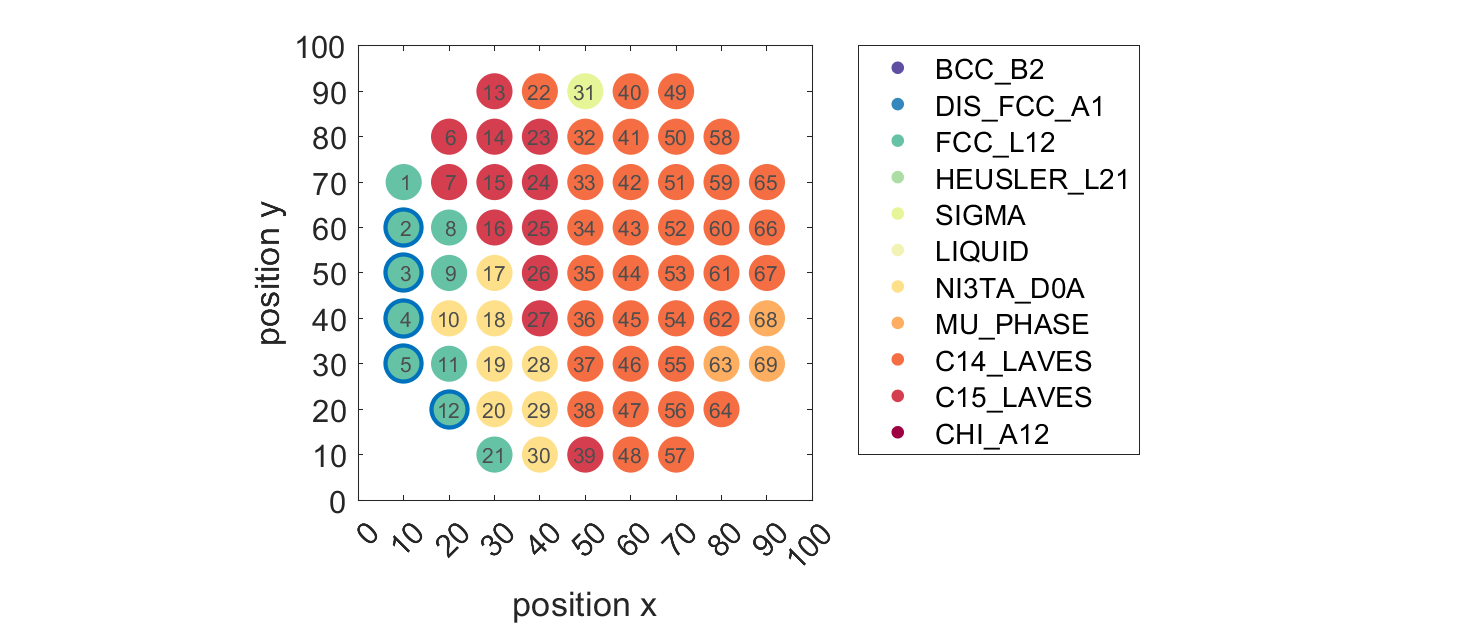 100
90
80
70
60
50
40
30
20
10
0
position y
13 22 31 40 49
6 14 23 32 41 50 58
1 7 15 24 33 42 51 59 65
2 8 16 25 34 43 52 60 66
3 9 17 26 35 44 53 61 67
4 10 18 27 36 45 54 62 68
5 11 19 28 37 46 55 63 69
12 20 29 38 47 56 64
21 30 39 48 57
0 10 20 30 40 50 60 70 80 90 100
position x
BCC_B2
DIS_FCC_A1
FCC_L12
HEUSLER_L21
SIGMA
LIQUID
NI3TA_D0A
MU_PHASE
C14_LAVES
C15_LAVES
CHI_A12